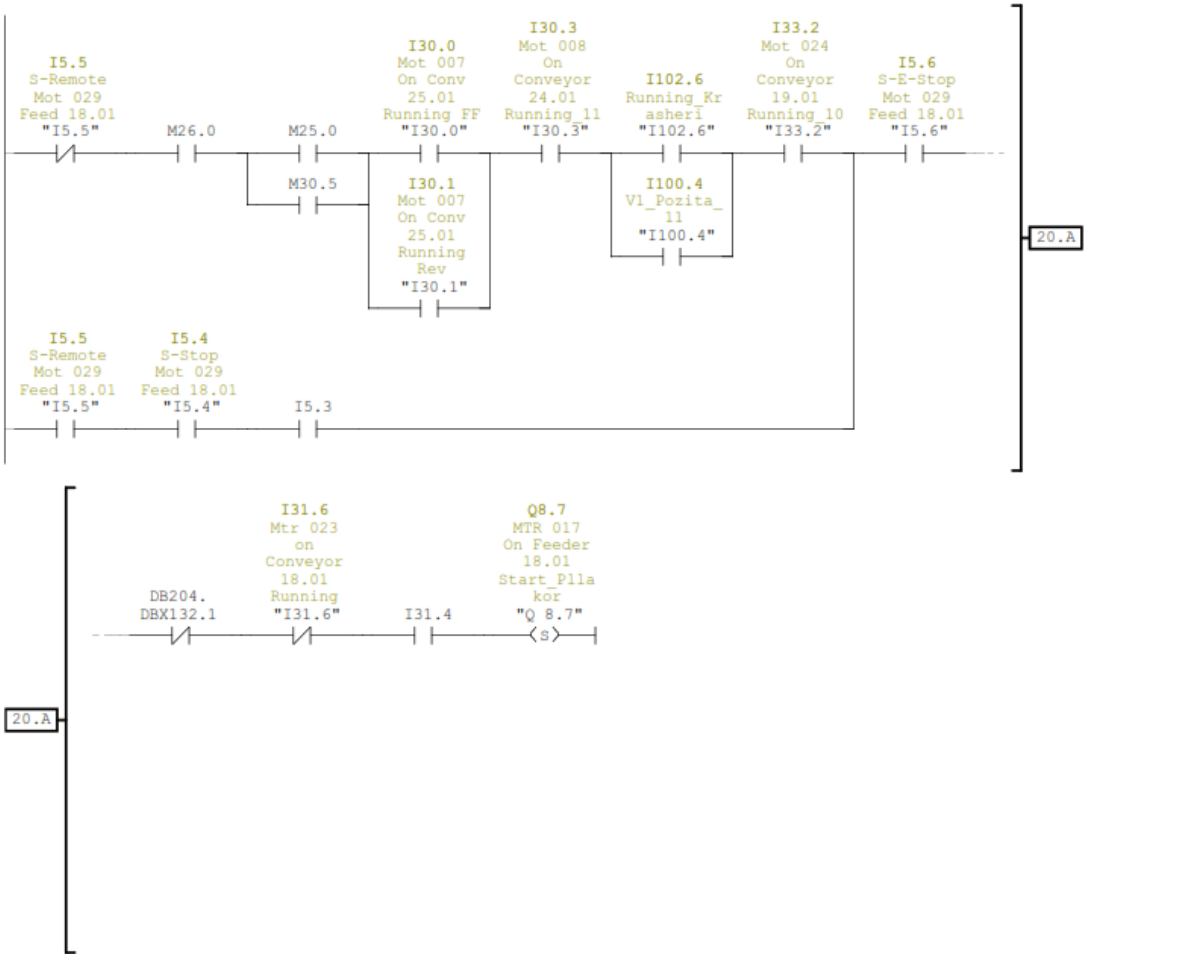 I5.5
S-Remote
Mot 029
Feed 18.01
"I5.5"
M26.0
M25.0
I30.0
Mot 007
On Conv
25.01
Running FF
"I30.0"
I30.3
Mot 008
On
Conveyor
24.01
Running_11
"I30.3"
I102.6
Running_Kr
asheri
"I102.6"
I33.2
Mot 024
On
Conveyor
19.01
Running_10
"I33.2"
I5.6
S-E-Stop
Mot 029
Feed 18.01
"I5.6"
M30.5
I30.1
Mot 007
On Conv
25.01
Running
Rev
"I30.1"
I100.4
V1_Pozita_
11
"I100.4"
20.A
I5.5
S-Remote
Mot 029
Feed 18.01
"I5.5"
I5.4
S-Stop
Mot 029
Feed 18.01
"I5.4"
I5.3
DB204.
DBX132.1
I31.6
Mtr 023
on
Conveyor
18.01
Running
"I31.6"
I31.4
Q8.7
MTR 017
On Feeder
18.01
Start_Plla
kor
"Q 8.7"
S
20.A